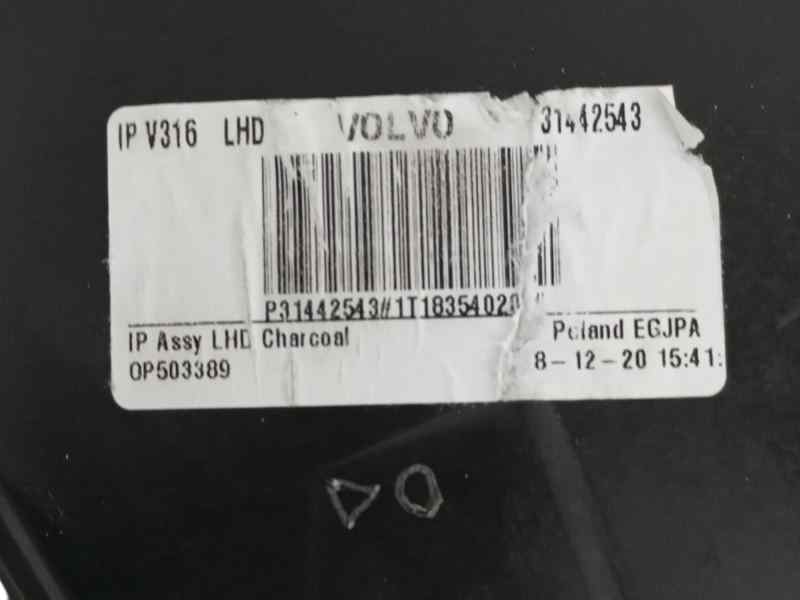 IP V316 LHD VOLVO 31442543
P31442543#1T18354020
IP Assy LHD Charcoal Poland EGJPA
OP503389 8-12-20 15:41: